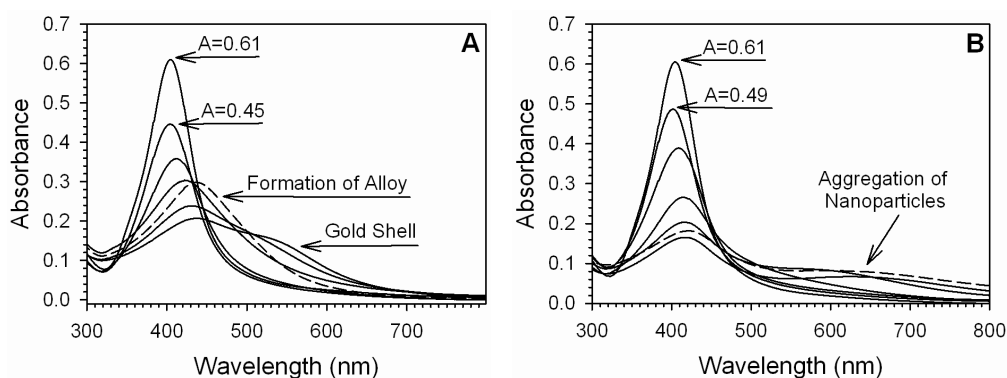 A
A=0.61
A=0.45
Formation of Alloy
Gold Shell
Absorbance
0.7
0.6
0.5
0.4
0.3
0.2
0.1
0.0
300
400
500
600
700
Wavelength (nm)
B
A=0.61
A=0.49
Aggregation of
Nanoparticles
Absorbance
0.7
0.6
0.5
0.4
0.3
0.2
0.1
0.0
300
400
500
600
700
800
Wavelength (nm)